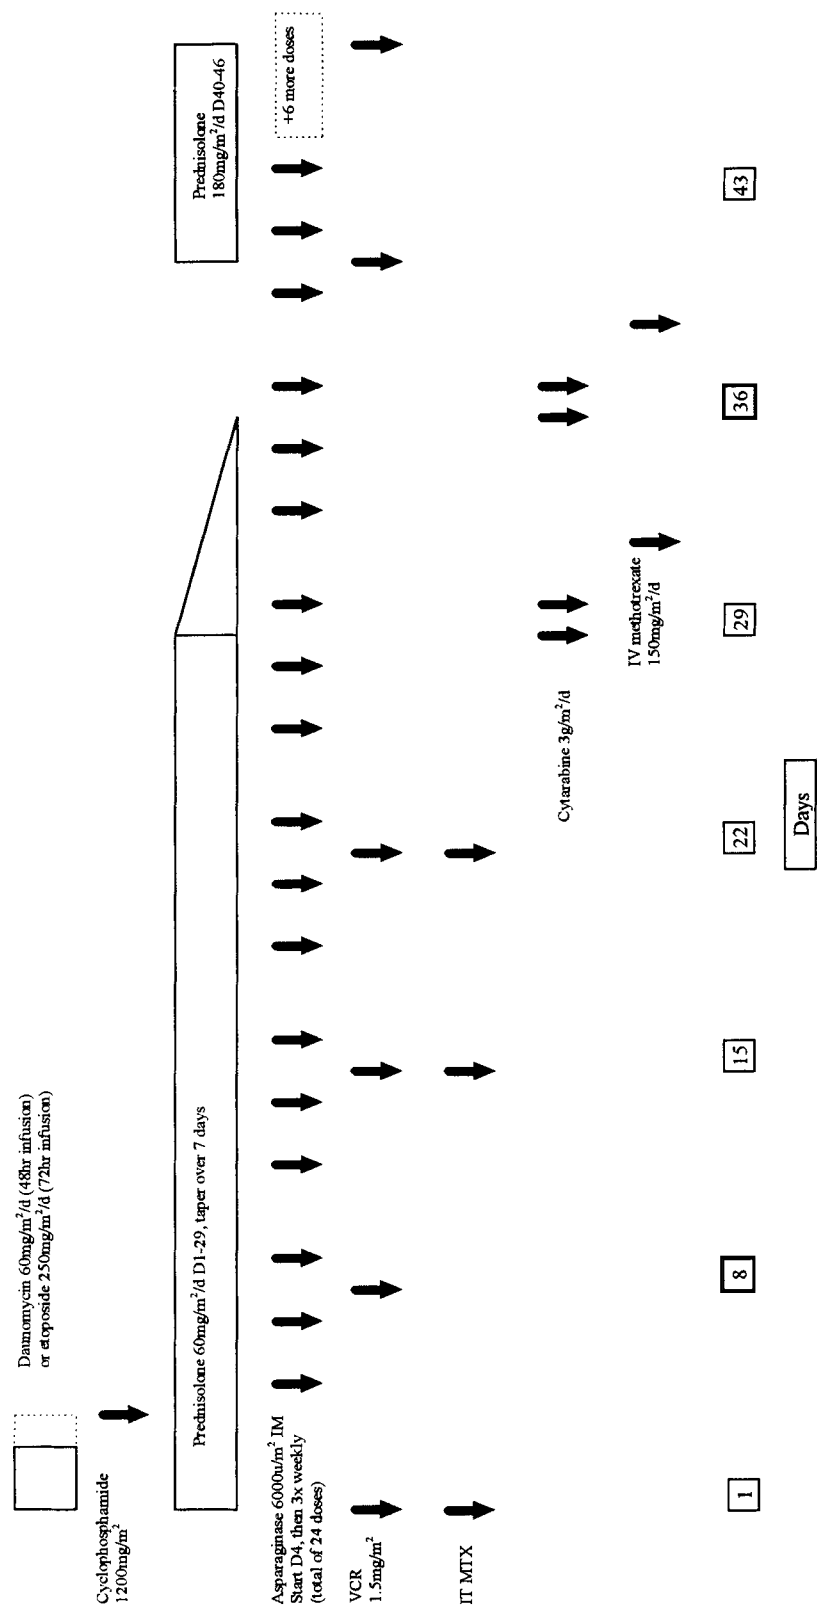 Daunomycin 60mg/m²/d (48hr infusion)
or etoposide 250mg/m²/d (72hr infusion)
Cyclophosphamide
1200mg/m²
Prednisolone 60mg/m²/d D1-29, taper over 7 days
Prednisolone
180mg/m²/d D40-46
Asparaginase 6000u/m² IM
Start D4, then 3x weekly
(total of 24 doses)
+6 more doses
VCR
1.5mg/m²
IT MTX
Cytarabine 3g/m²/d
IV methotrexate
150mg/m²/d
1
8
15
22
29
36
43
Days